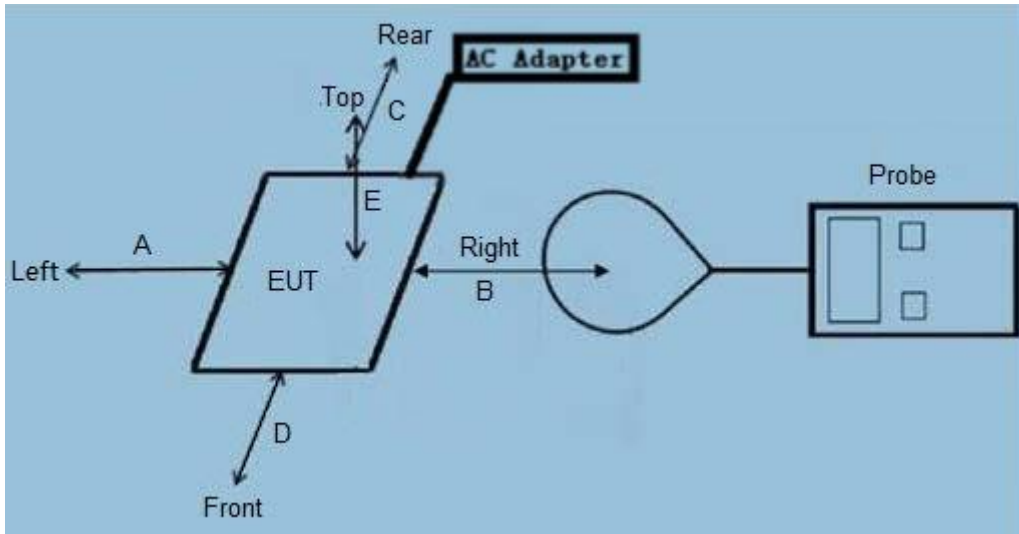 Rear
AC Adapter
Top
C
Probe
E
A
Right
Left
EUT
B
D
Front